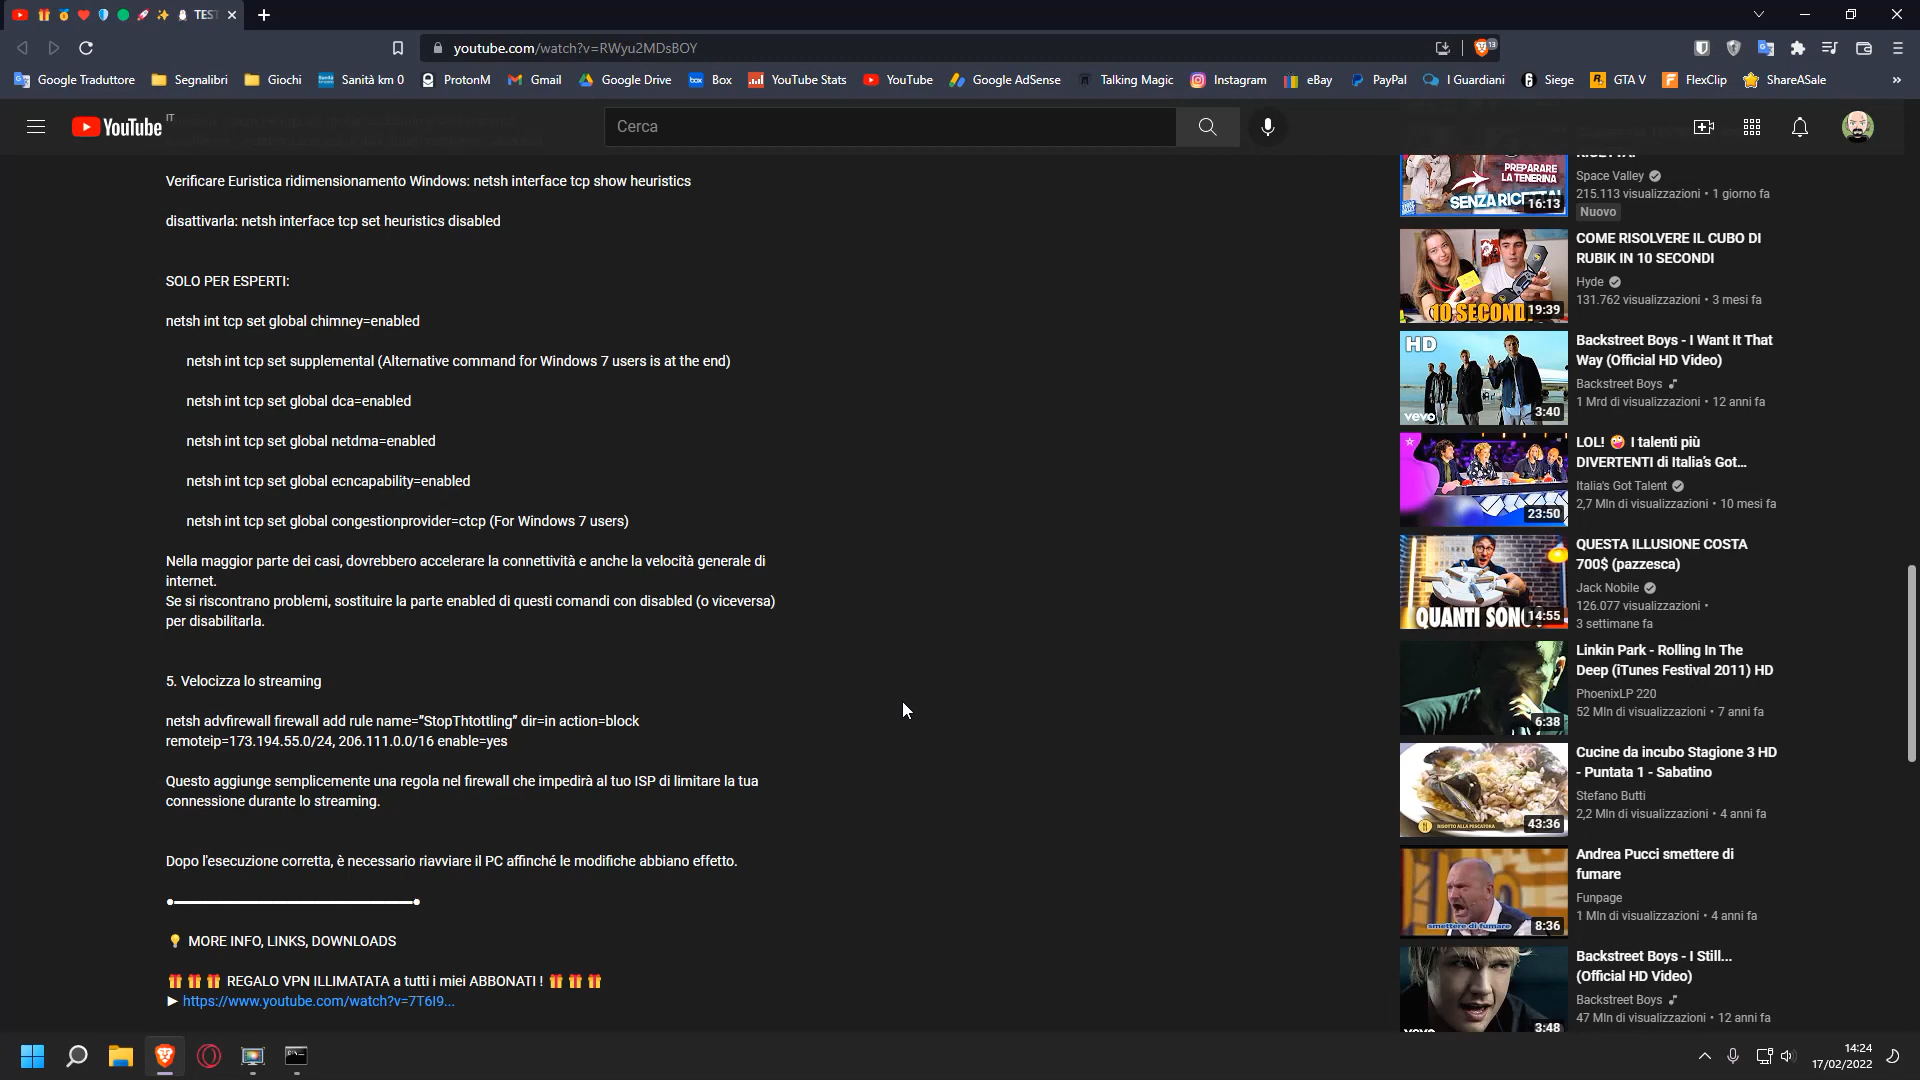 TEST
youtube.com/watch?v=RWyu2MDsBOY
13
Google Traduttore
Segnalibri
Giochi
Sanità km 0
ProtonM
Gmail
Google Drive
Box
YouTube Stats
YouTube
Google AdSense
Talking Magic
Instagram
eBay
PayPal
I Guardiani
Siege
GTA V
FlexClip
ShareASale
YouTube IT
Cerca
Verificare Euristica ridimensionamento Windows: netsh interface tcp show heuristics
disattivarla: netsh interface tcp set heuristics disabled
SOLO PER ESPERTI:
netsh int tcp set global chimney=enabled
netsh int tcp set supplemental (Alternative command for Windows 7 users is at the end)
netsh int tcp set global dca=enabled
netsh int tcp set global netdma=enabled
netsh int tcp set global ecncapability=enabled
netsh int tcp set global congestionprovider=ctcp (For Windows 7 users)
Nella maggior parte dei casi, dovrebbero accelerare la connettività e anche la velocità generale di
internet.
Se si riscontrano problemi, sostituire la parte enabled di questi comandi con disabled (o viceversa)
per disabilitarla.
5. Velocizza lo streaming
netsh advfirewall firewall add rule name="StopThtottling" dir=in action=block
remoteip=173.194.55.0/24, 206.111.0.0/16 enable=yes
Questo aggiunge semplicemente una regola nel firewall che impedirà al tuo ISP di limitare la tua
connessione durante lo streaming.
Dopo l'esecuzione corretta, è necessario riavviare il PC affinché le modifiche abbiano effetto.
💡 MORE INFO, LINKS, DOWNLOADS
🎁 🎁 🎁 REGALO VPN ILLIMATATA a tutti i miei ABBONATI ! 🎁 🎁 🎁
► https://www.youtube.com/watch?v=7T6I9...
PREPARARE
LA TENERINA
SENZA RICETTA!
16:13
RICETTA!
Space Valley
215.113 visualizzazioni • 1 giorno fa
Nuovo
10 SECONDI
19:39
COME RISOLVERE IL CUBO DI
RUBIK IN 10 SECONDI
Hyde
131.762 visualizzazioni • 3 mesi fa
HD
vevo
3:40
Backstreet Boys - I Want It That
Way (Official HD Video)
Backstreet Boys
1 Mrd di visualizzazioni • 12 anni fa
23:50
LOL! 🤪 I talenti più
DIVERTENTI di Italia's Got...
Italia's Got Talent
2,7 Mln di visualizzazioni • 10 mesi fa
QUANTI SONO
14:55
QUESTA ILLUSIONE COSTA
700$ (pazzesca)
Jack Nobile
126.077 visualizzazioni •
3 settimane fa
6:38
Linkin Park - Rolling In The
Deep (iTunes Festival 2011) HD
PhoenixLP 220
52 Mln di visualizzazioni • 7 anni fa
RISOTTO ALLA PESCATORA
43:36
Cucine da incubo Stagione 3 HD
- Puntata 1 - Sabatino
Stefano Butti
2,2 Mln di visualizzazioni • 4 anni fa
smettere di fumare
8:36
Andrea Pucci smettere di
fumare
Funpage
1 Mln di visualizzazioni • 4 anni fa
vevo
3:48
Backstreet Boys - I Still...
(Official HD Video)
Backstreet Boys
47 Mln di visualizzazioni • 12 anni fa
14:24
17/02/2022